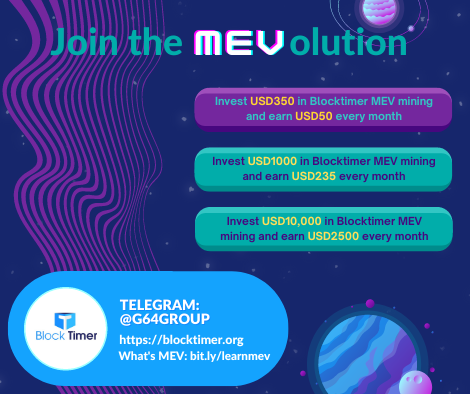 Join the MEVolution
Invest USD350 in Blocktimer MEV mining
and earn USD50 every month
Invest USD1000 in Blocktimer MEV mining
and earn USD235 every month
Invest USD10,000 in Blocktimer MEV
mining and earn USD2500 every month
TELEGRAM:
@G64GROUP
Block Timer
https://blocktimer.org
What's MEV: bit.ly/learnmev